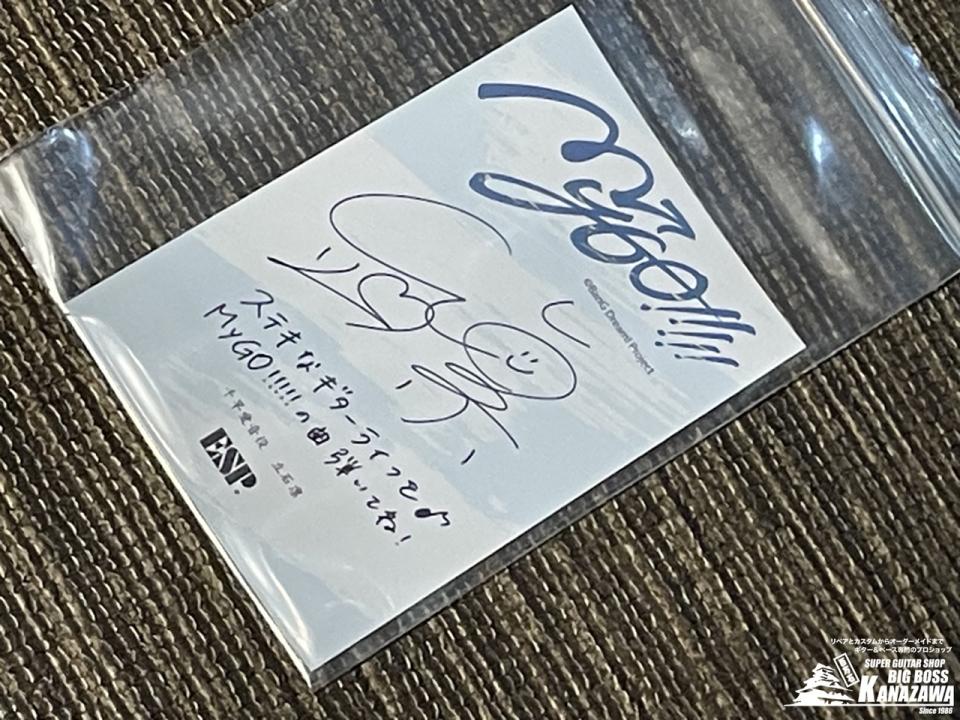 MyGO!!!!!
©BanG Dream! Project
ステキなギターライフを♪
MyGO!!!!!の曲弾いてね!
千早愛音役 立石凛
ESP
リペアとカスタムからオーダーメイドまで
ギター&ベース専門のプロショップ
SUPER GUITAR SHOP
BIG BOSS
KANAZAWA
Since 1986